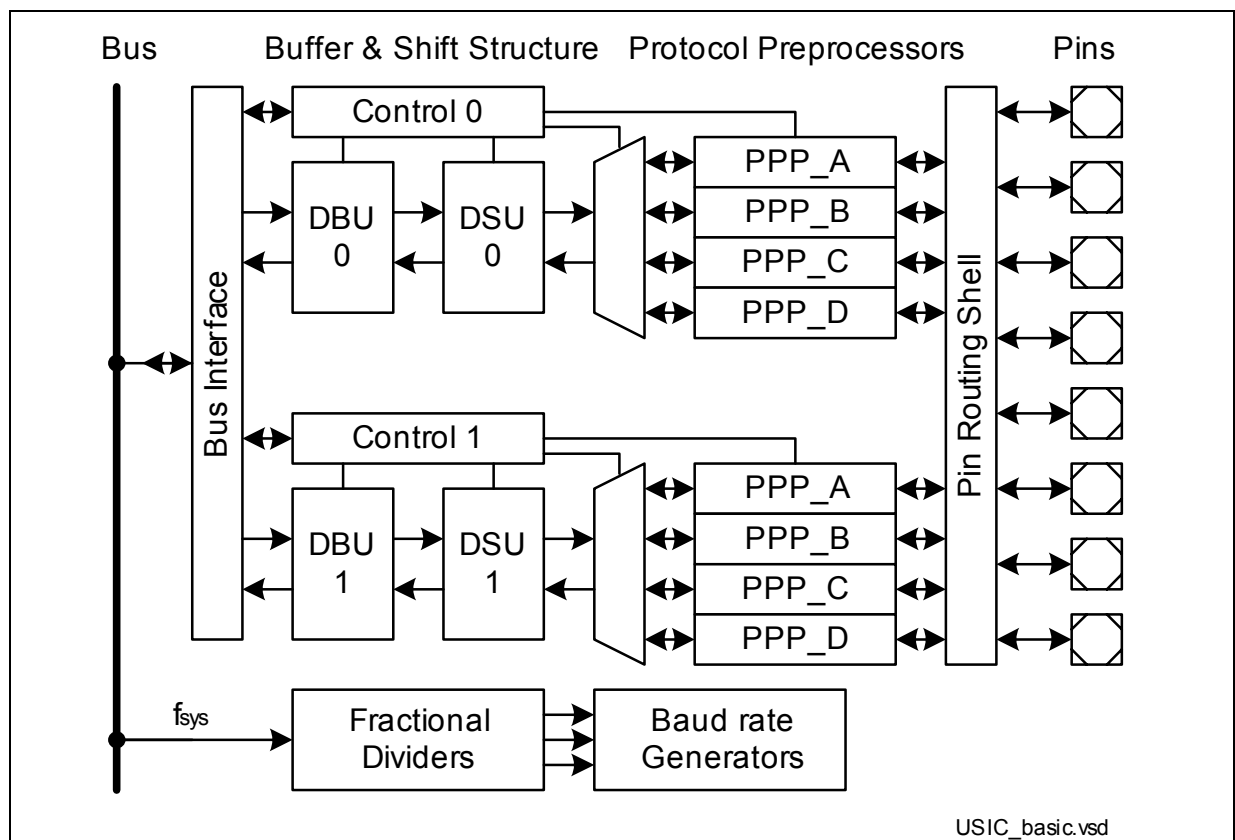 Bus
Buffer & Shift Structure
Protocol Preprocessors
Pins
Bus Interface
Control 0
DBU
0
DSU
0
PPP_A
PPP_B
PPP_C
PPP_D
Pin Routing Shell
Control 1
DBU
1
DSU
1
PPP_A
PPP_B
PPP_C
PPP_D
fsys
Fractional
Dividers
Baud rate
Generators
USIC_basic.vsd